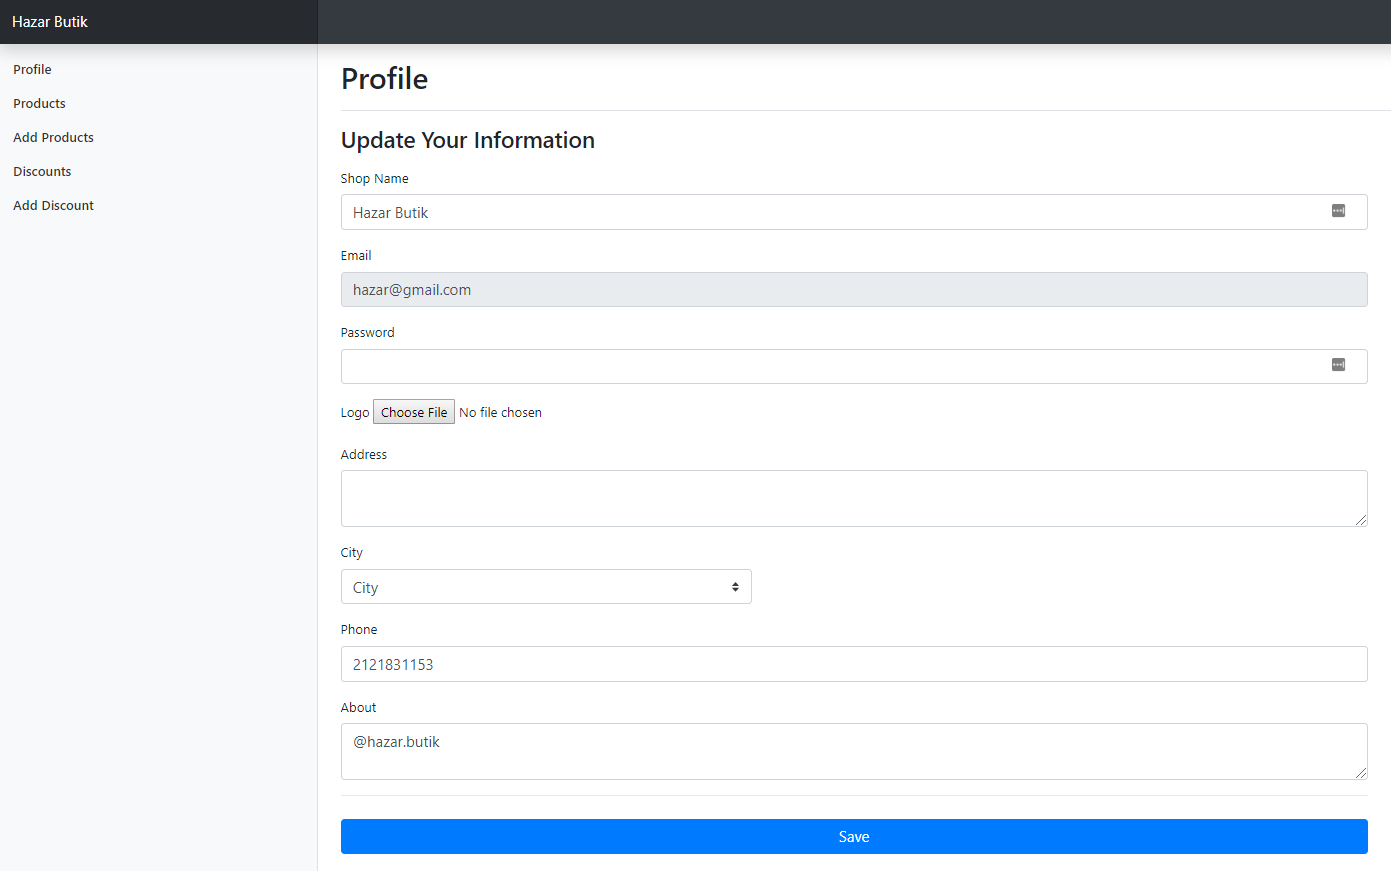 Hazar Butik
Profile
Products
Add Products
Discounts
Add Discount
Profile
Update Your Information
Shop Name
Hazar Butik
Email
hazar@gmail.com
Password
Logo Choose File No file chosen
Address
City
City
Phone
2121831153
About
@hazar.butik
Save